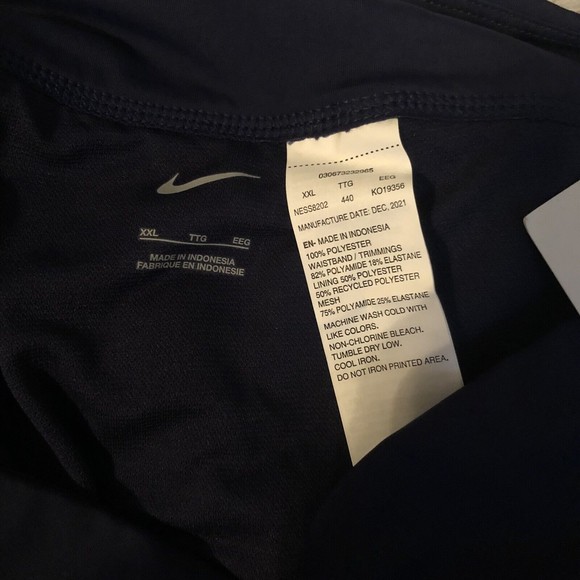 XXL TTG EEG
MADE IN INDONESIA
FABRIQUE EN INDONESIE
XXL TTG EEG
NESS8202 440 KO19356
MANUFACTURE DATE: DEC, 2021
EN- MADE IN INDONESIA
100% POLYESTER
WAISTBAND / TRIMMINGS
82% POLYAMIDE 18% ELASTANE
LINING 50% POLYESTER
50% RECYCLED POLYESTER
MESH
75% POLYAMIDE 25% ELASTANE
MACHINE WASH COLD WITH
LIKE COLORS.
NON-CHLORINE BLEACH.
TUMBLE DRY LOW.
COOL IRON.
DO NOT IRON PRINTED AREA.